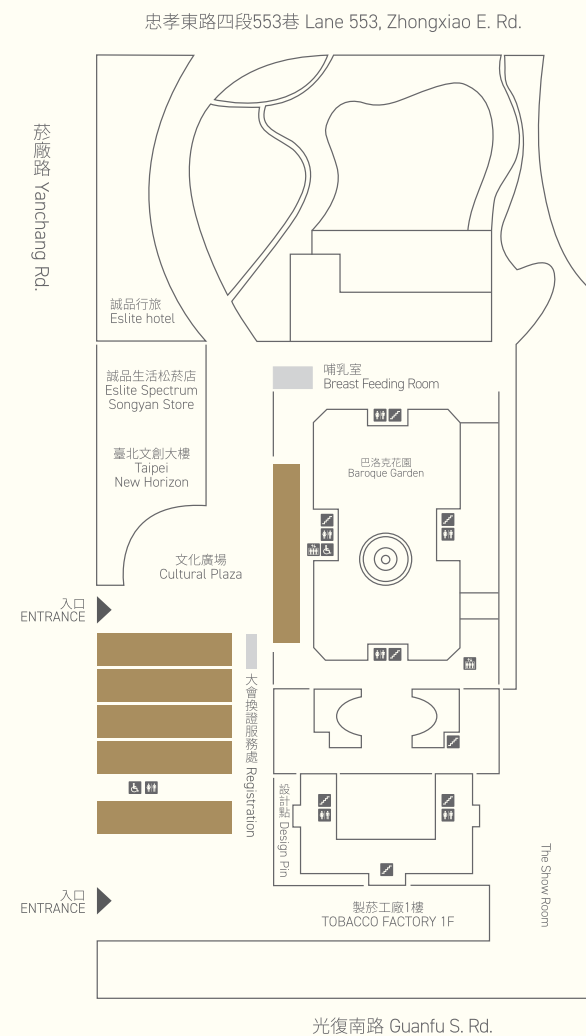 忠孝東路四段553巷 Lane 553, Zhongxiao E. Rd.
菸廠路 Yanchang Rd.
誠品行旅
Eslite hotel
誠品生活松菸店
Eslite Spectrum
Songyan Store
臺北文創大樓
Taipei
New Horizon
哺乳室
Breast Feeding Room
巴洛克花園
Baroque Garden
文化廣場
Cultural Plaza
入口
ENTRANCE
大會換證服務處 Registration
設計點 Design Pin
入口
ENTRANCE
製菸工廠1樓
TOBACCO FACTORY 1F
The Show Room
光復南路 Guanfu S. Rd.